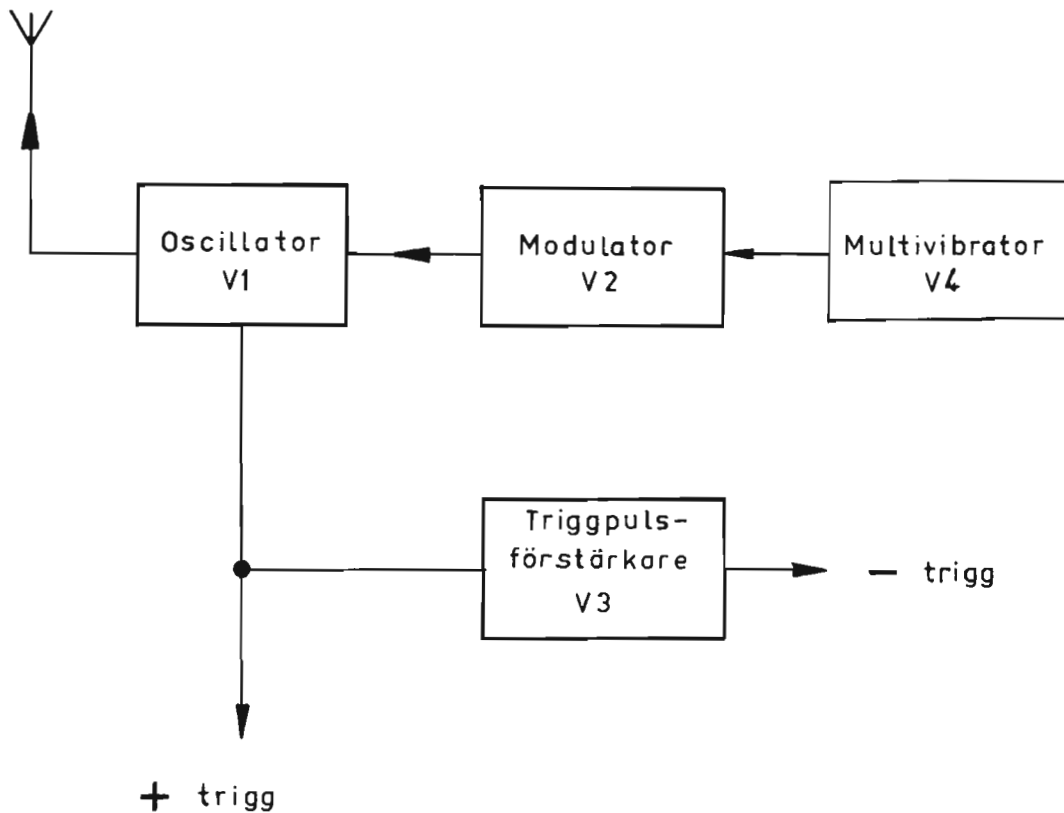 Oscillator
V1
Modulator
V2
Multivibrator
V4
Triggpuls-
förstärkare
V3
− trigg
+ trigg